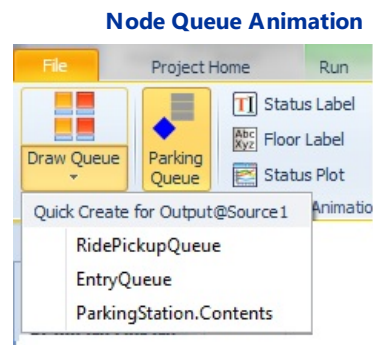 Node Queue Animation
File Project Home Run
Draw Queue
Parking
Queue
TI Status Label
Abc
Xyz Floor Label
Status Plot
Quick Create for Output@Source1
Animatio
RidePickupQueue
EntryQueue
ParkingStation.Contents